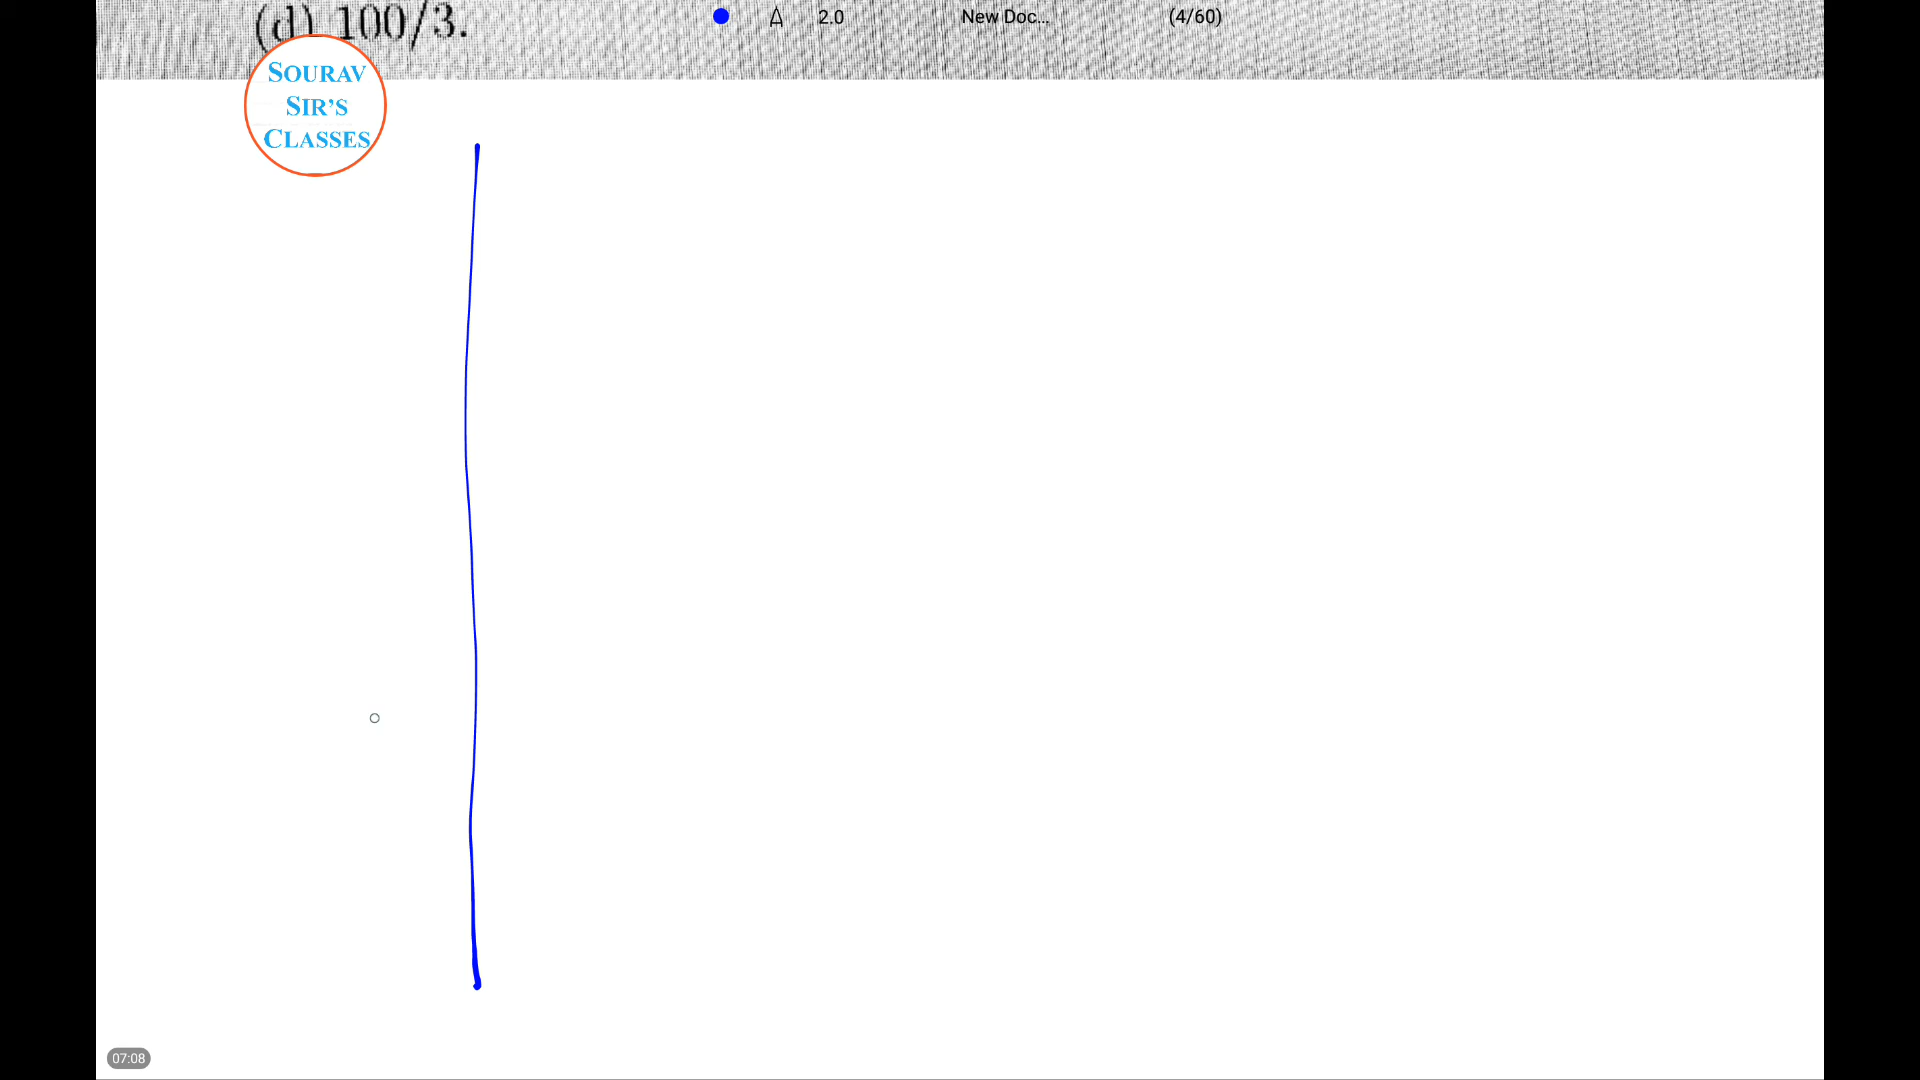 (d) 100/3.
2.0 New Doc... (4/60)
SOURAV
SIR'S
CLASSES
07:08